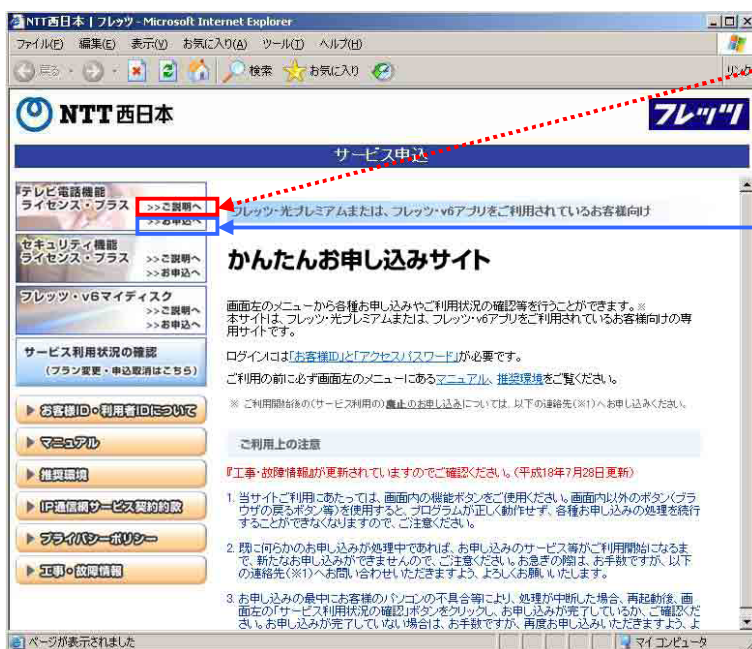 NTT西日本 | フレッツ - Microsoft Internet Explorer
ファイル(F) 編集(E) 表示(V) お気に入り(A) ツール(T) ヘルプ(H)
戻る 検索 お気に入り
NTT西日本
フレッツ
サービス申込
テレビ電話機能
ライセンス・プラス >>ご説明へ
>>お申込へ
セキュリティ機能
ライセンス・プラス >>ご説明へ
>>お申込へ
フレッツ・v6マイディスク
>>ご説明へ
>>お申込へ
サービス利用状況の確認
(プラン変更・申込取消はこちら)
お客様ID・利用者IDについて
マニュアル
推奨環境
IP通信網サービス契約約款
プライバシーポリシー
工事・故障情報
フレッツ・光プレミアムまたは、フレッツ・v6アプリをご利用されているお客様向け
かんたんお申し込みサイト
画面左のメニューから各種お申し込みやご利用状況の確認等を行うことができます。※
本サイトは、フレッツ・光プレミアムまたは、フレッツ・v6アプリをご利用されているお客様向けの専
用サイトです。
ログインには「お客様ID」と「アクセスパスワード」が必要です。
ご利用の前に必ず画面左のメニューにあるマニュアル、推奨環境をご覧ください。
※ ご利用開始後の(サービス利用の)廃止のお申し込みについては、以下の連絡先(※1)へお申し込みください。
ご利用上の注意
『工事・故障情報』が更新されていますのでご確認ください。(平成18年7月28日更新)
1. 当サイトご利用にあたっては、画面内の機能ボタンをご使用ください。画面内以外のボタン(ブラ
ウザの戻るボタン等)を使用すると、プログラムが正しく動作せず、各種お申し込みの処理を続行
することができなくなりますので、ご注意ください。
2. 既に何らかのお申し込みが処理中であれば、お申し込みのサービス等がご利用開始になるま
で、新たなお申し込みができませんので、ご注意ください。お急ぎの際は、お手数ですが、以下
の連絡先(※1)へお問い合わせいただきますよう、よろしくお願いいたします。
3. お申し込みの最中にお客様のパソコンの不具合等により、処理が中断した場合、再起動後、画
面左の「サービス利用状況の確認」ボタンをクリックし、お申し込みが完了しているか、ご確認くだ
さい。お申し込みが完了していない場合は、お手数ですが、再度お申し込みいただきますよう、よ
ページが表示されました
マイ コンピュータ